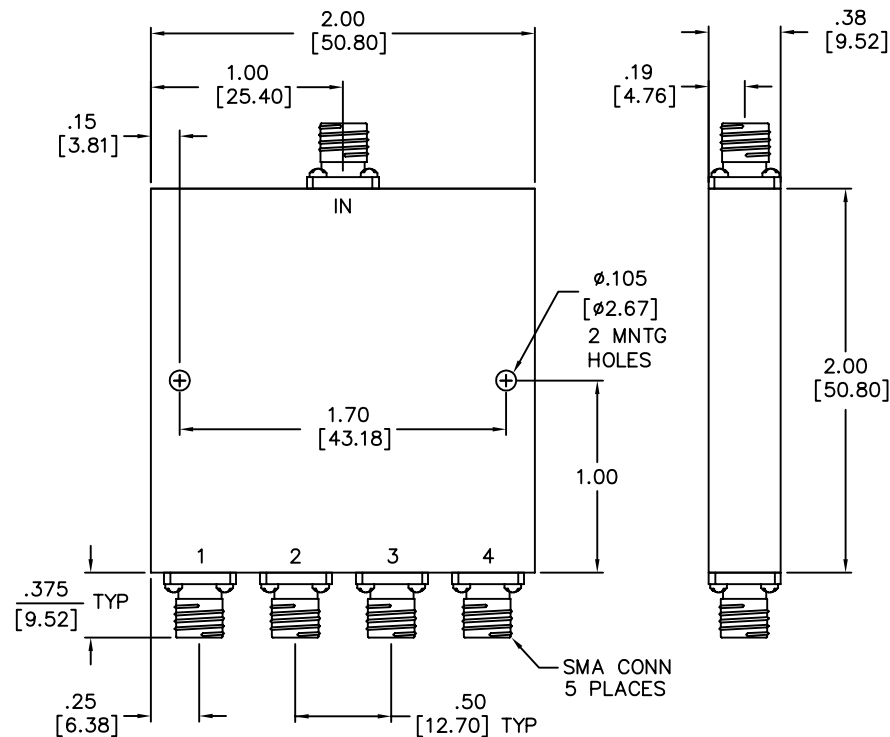 2.00
[50.80]
.38
[9.52]
1.00
[25.40]
.19
[4.76]
.15
[3.81]
IN
ø.105
[ø2.67]
2 MNTG
HOLES
2.00
[50.80]
1.70
[43.18]
1.00
1 2 3 4
.375
[9.52] TYP
SMA CONN
5 PLACES
.25
[6.38]
.50
[12.70] TYP